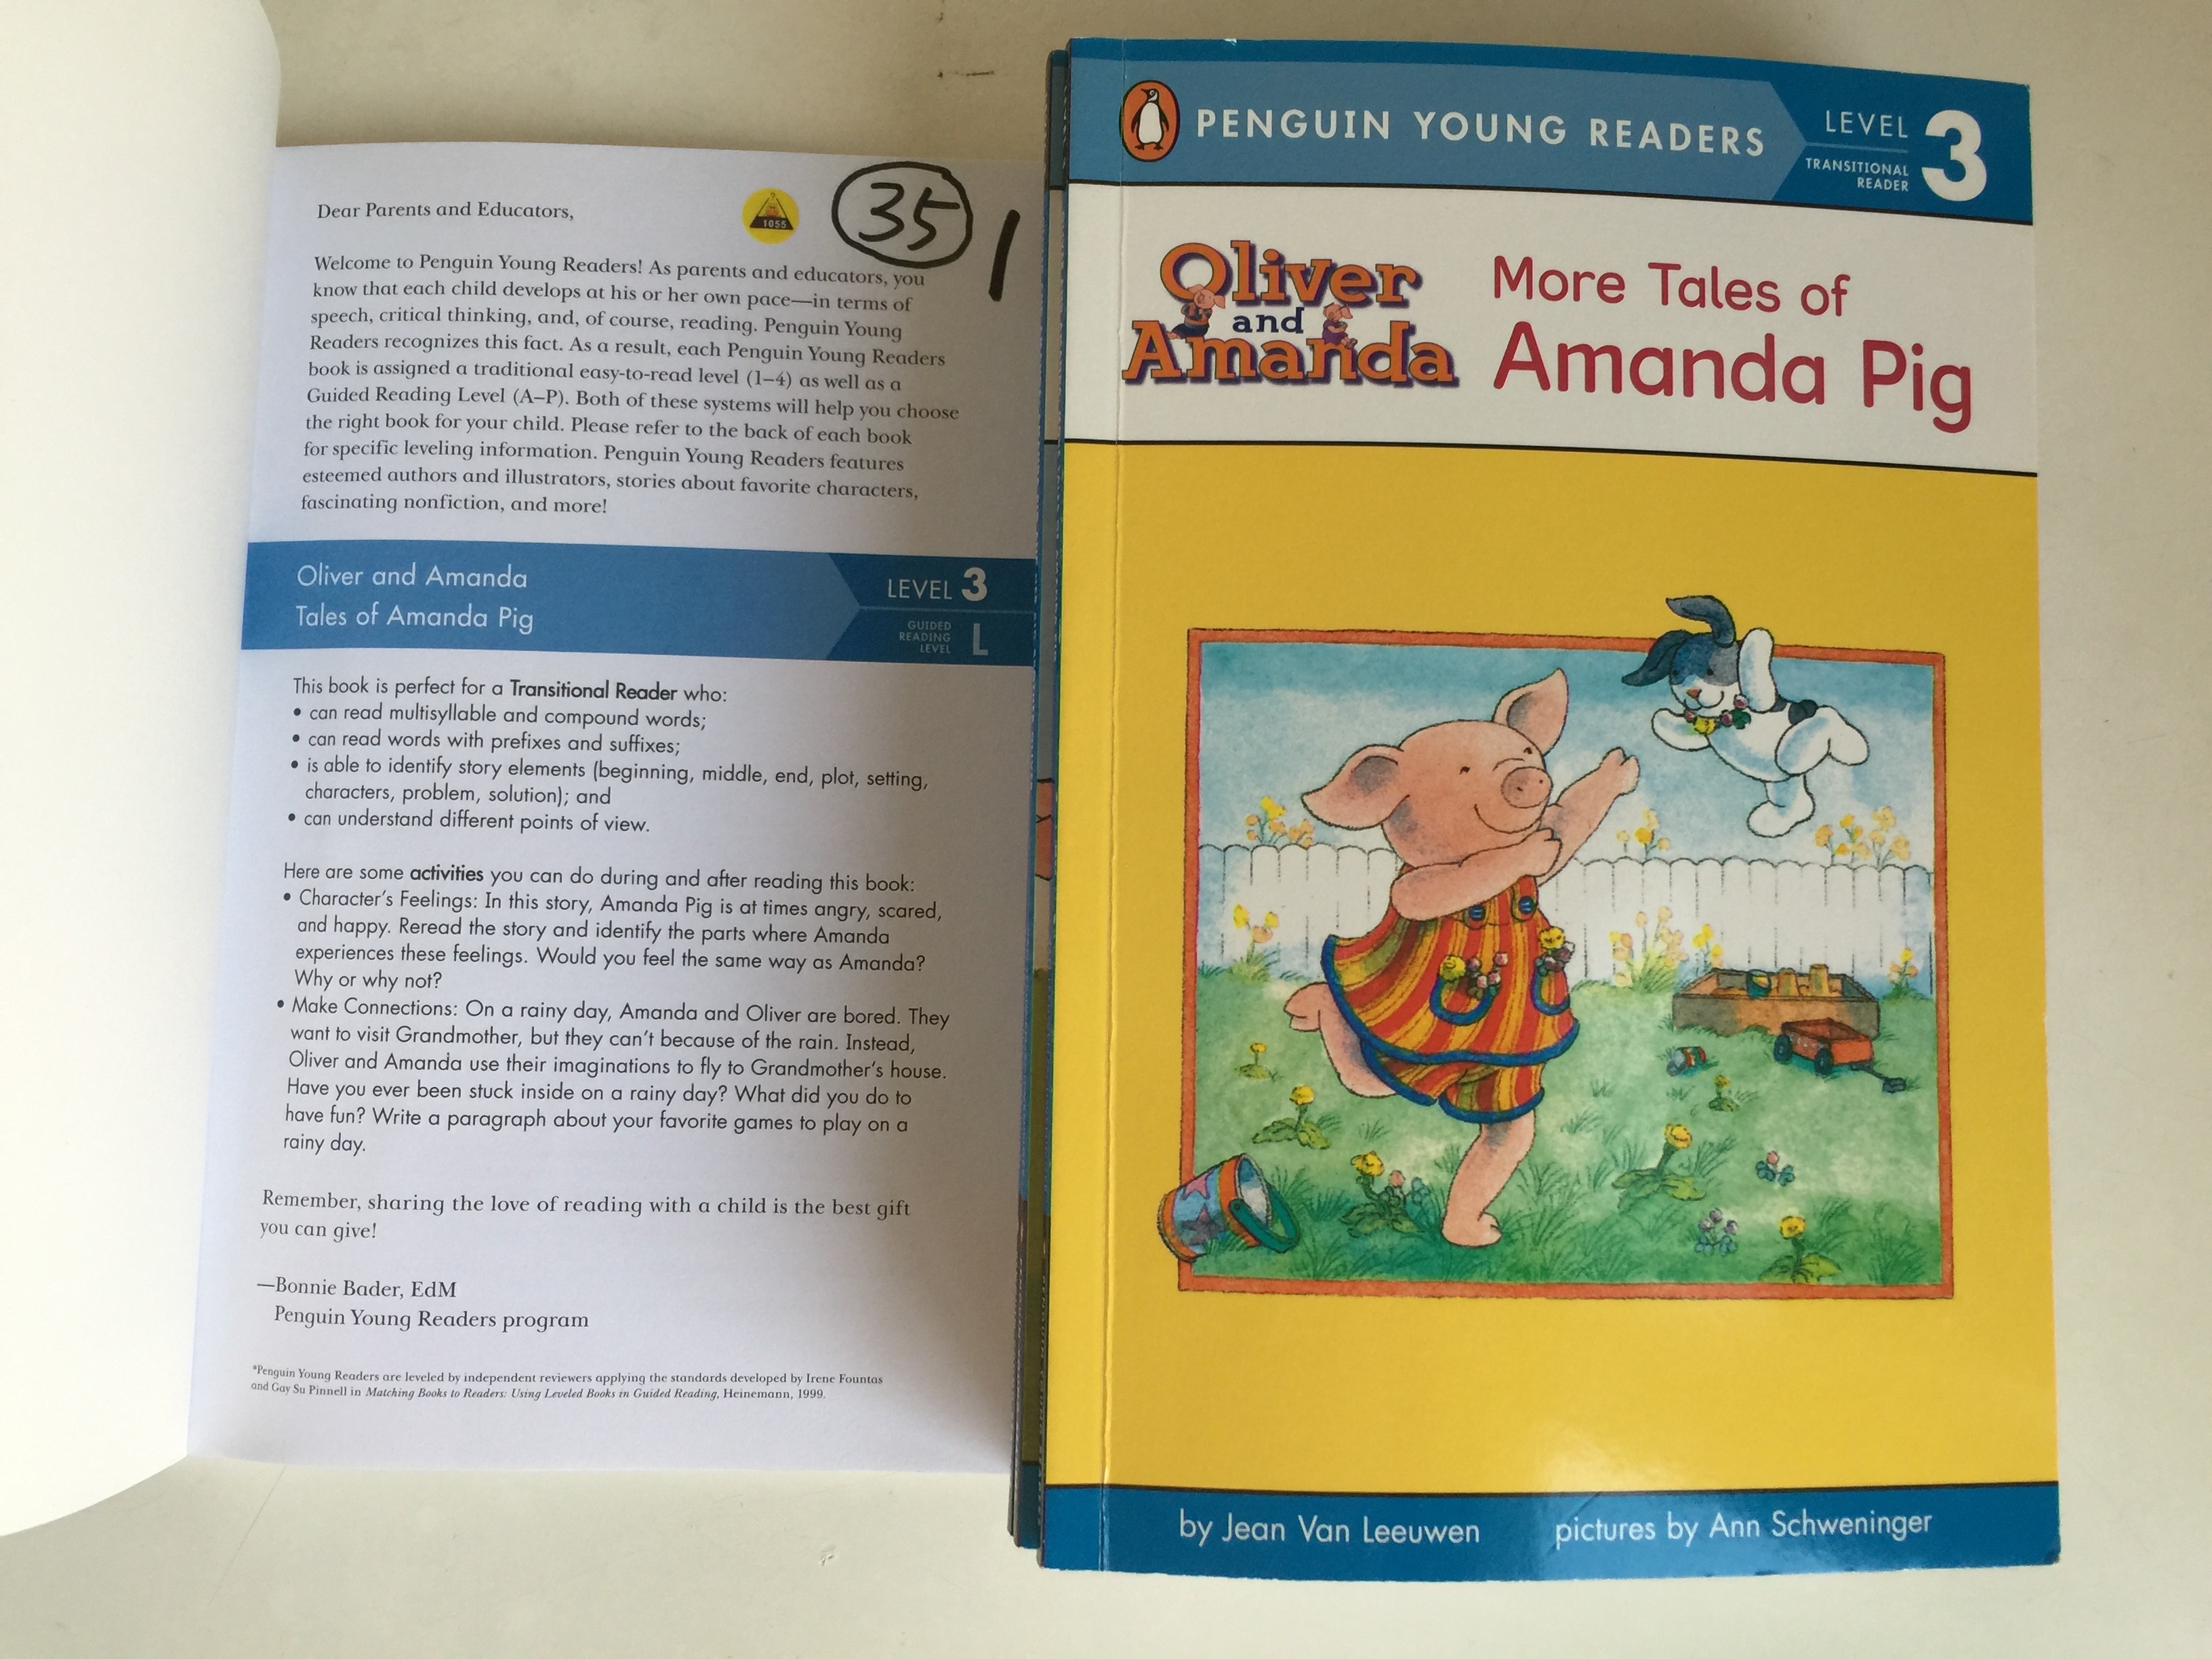 Dear Parents and Educators,
1055
35
1
Welcome to Penguin Young Readers! As parents and educators, you
know that each child develops at his or her own pace—in terms of
speech, critical thinking, and, of course, reading. Penguin Young
Readers recognizes this fact. As a result, each Penguin Young Readers
book is assigned a traditional easy-to-read level (1–4) as well as a
Guided Reading Level (A–P). Both of these systems will help you choose
the right book for your child. Please refer to the back of each book
for specific leveling information. Penguin Young Readers features
esteemed authors and illustrators, stories about favorite characters,
fascinating nonfiction, and more!
Oliver and Amanda
Tales of Amanda Pig
LEVEL 3
GUIDED
READING
LEVEL
L
This book is perfect for a Transitional Reader who:
• can read multisyllable and compound words;
• can read words with prefixes and suffixes;
• is able to identify story elements (beginning, middle, end, plot, setting,
characters, problem, solution); and
• can understand different points of view.
Here are some activities you can do during and after reading this book:
• Character's Feelings: In this story, Amanda Pig is at times angry, scared,
and happy. Reread the story and identify the parts where Amanda
experiences these feelings. Would you feel the same way as Amanda?
Why or why not?
• Make Connections: On a rainy day, Amanda and Oliver are bored. They
want to visit Grandmother, but they can't because of the rain. Instead,
Oliver and Amanda use their imaginations to fly to Grandmother's house.
Have you ever been stuck inside on a rainy day? What did you do to
have fun? Write a paragraph about your favorite games to play on a
rainy day.
Remember, sharing the love of reading with a child is the best gift
you can give!
—Bonnie Bader, EdM
Penguin Young Readers program
*Penguin Young Readers are leveled by independent reviewers applying the standards developed by Irene Fountas
and Gay Su Pinnell in Matching Books to Readers: Using Leveled Books in Guided Reading, Heinemann, 1999.
PENGUIN YOUNG READERS
LEVEL 3
TRANSITIONAL
READER
Oliver
and
Amanda
More Tales of
Amanda Pig
by Jean Van Leeuwen
pictures by Ann Schweninger